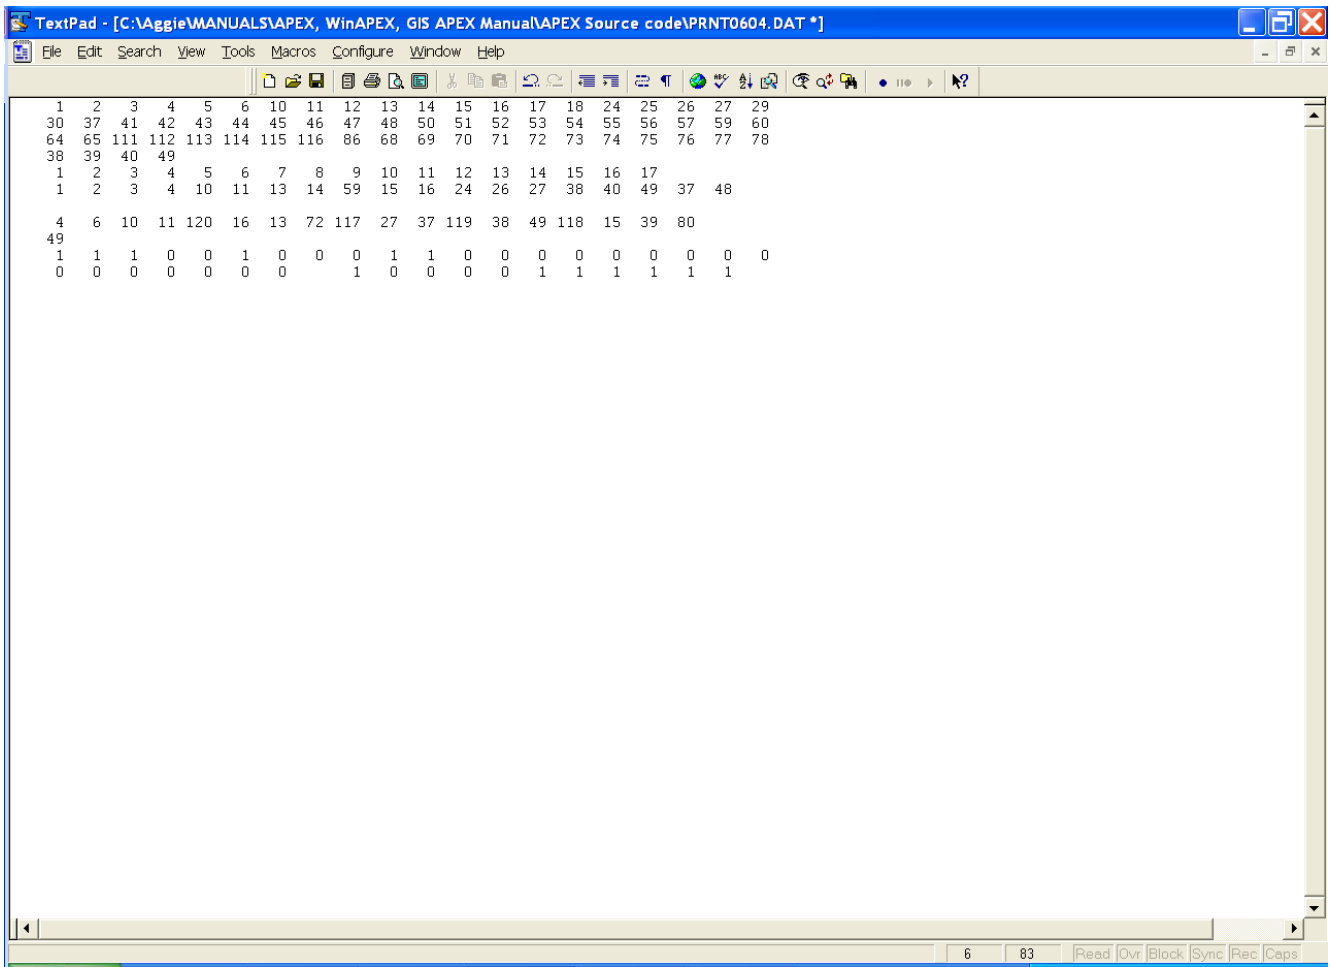 TextPad - [C:\Aggie\MANUALS\APEX, WinAPEX, GIS APEX Manual\APEX Source code\PRNT0604.DAT *]
File Edit Search View Tools Macros Configure Window Help
1 2 3 4 5 6 10 11 12 13 14 15 16 17 18 24 25 26 27 29
30 37 41 42 43 44 45 46 47 48 50 51 52 53 54 55 56 57 59 60
64 65 111 112 113 114 115 116 86 68 69 70 71 72 73 74 75 76 77 78
38 39 40 49
1 2 3 4 5 6 7 8 9 10 11 12 13 14 15 16 17
1 2 3 4 10 11 13 14 59 15 16 24 26 27 38 40 49 37 48
4 6 10 11 120 16 13 72 117 27 37 119 38 49 118 15 39 80
49
1 1 1 0 0 1 0 0 0 1 1 0 0 0 0 0 0 0 0 0
0 0 0 0 0 0 0 1 0 0 0 0 1 1 1 1 1 1
6 83 Read Ovr Block Sync Rec Caps